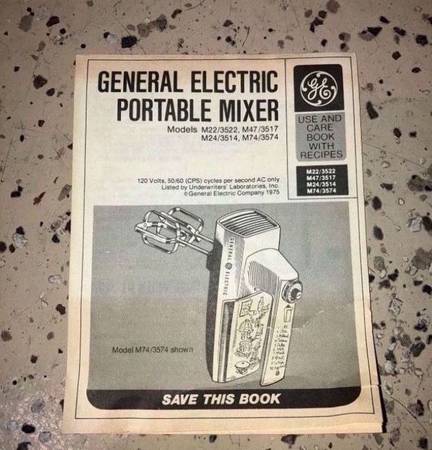 GENERAL ELECTRIC
PORTABLE MIXER
Models M22/3522, M47/3517
M24/3514, M74/3574
120 Volts, 50/60 (CPS) cycles per second AC only
Listed by Underwriters' Laboratories, Inc.
©General Electric Company 1975
GE
USE AND
CARE
BOOK
WITH
RECIPES
M22/3522
M47/3517
M24/3514
M74/3574
GENERAL ELECTRIC
Model M74/3574 shown
SAVE THIS BOOK